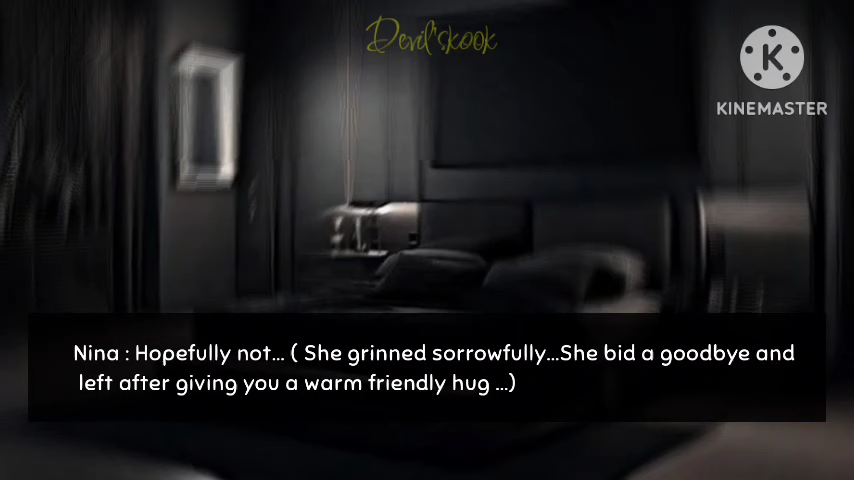 Devil'skook
K
KINEMASTER
Nina : Hopefully not... ( She grinned sorrowfully...She bid a goodbye and
left after giving you a warm friendly hug ...)